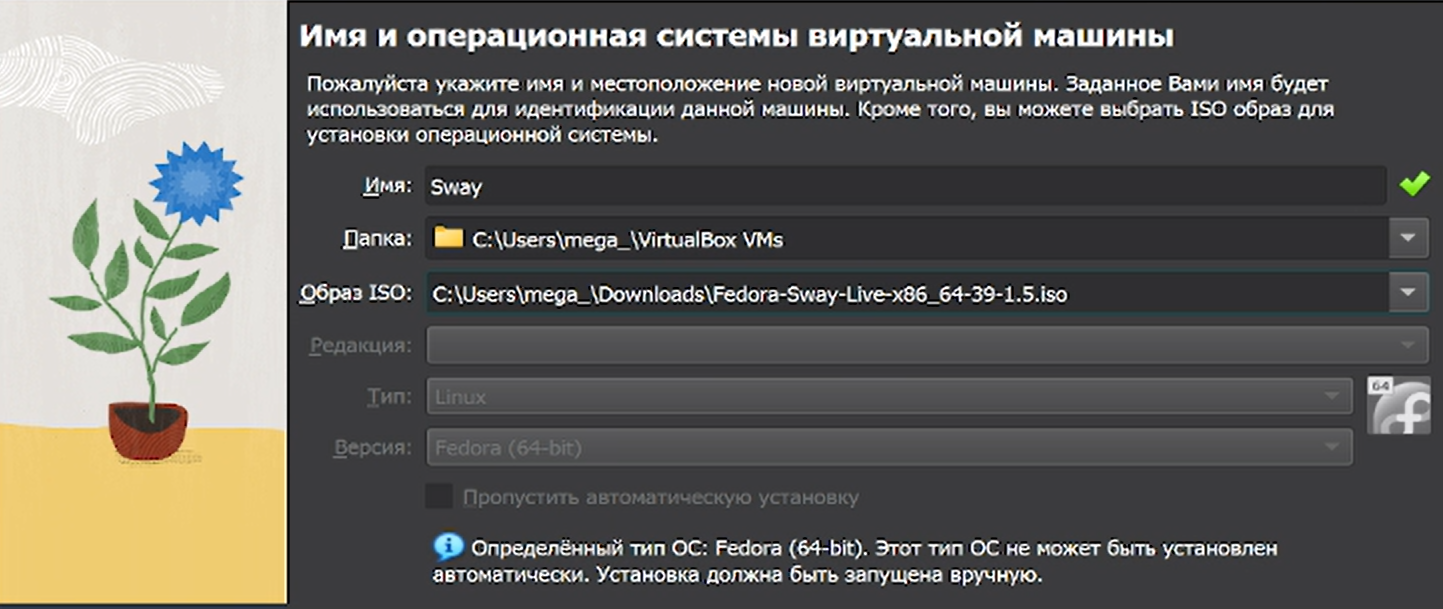 Имя и операционная системы виртуальной машины
Пожалуйста укажите имя и местоположение новой виртуальной машины. Заданное Вами имя будет
использоваться для идентификации данной машины. Кроме того, вы можете выбрать ISO образ для
установки операционной системы.
Имя: Sway
Папка: C:\Users\mega_\VirtualBox VMs
Образ ISO: C:\Users\mega_\Downloads\Fedora-Sway-Live-x86_64-39-1.5.iso
Редакция:
Тип: Linux
64
Версия: Fedora (64-bit)
Пропустить автоматическую установку
Определённый тип ОС: Fedora (64-bit). Этот тип ОС не может быть установлен
автоматически. Установка должна быть запущена вручную.